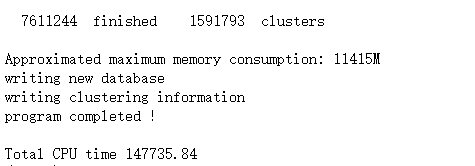 7611244 finished 1591793 clusters
Approximated maximum memory consumption: 11415M
writing new database
writing clustering information
program completed !
Total CPU time 147735.84